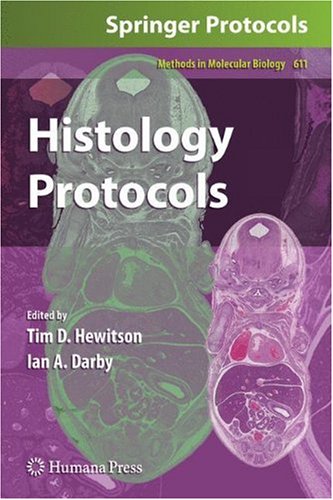 Springer Protocols
Methods in Molecular Biology 611
Histology
Protocols
Edited by
Tim D. Hewitson
Ian A. Darby
Humana Press